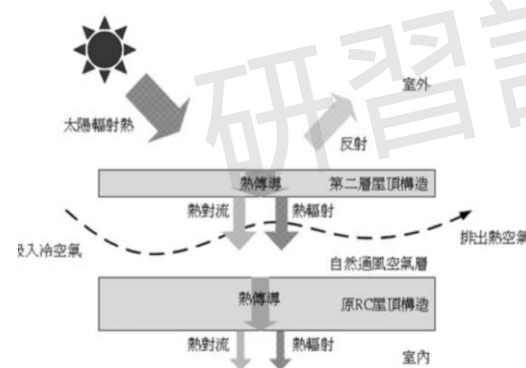 研習
室外
太陽輻射熱
反射
熱傳導
第二層屋頂構造
熱對流
熱輻射
吸入冷空氣
排出熱空氣
自然通風空氣層
熱傳導
原RC屋頂構造
熱對流
熱輻射
室內